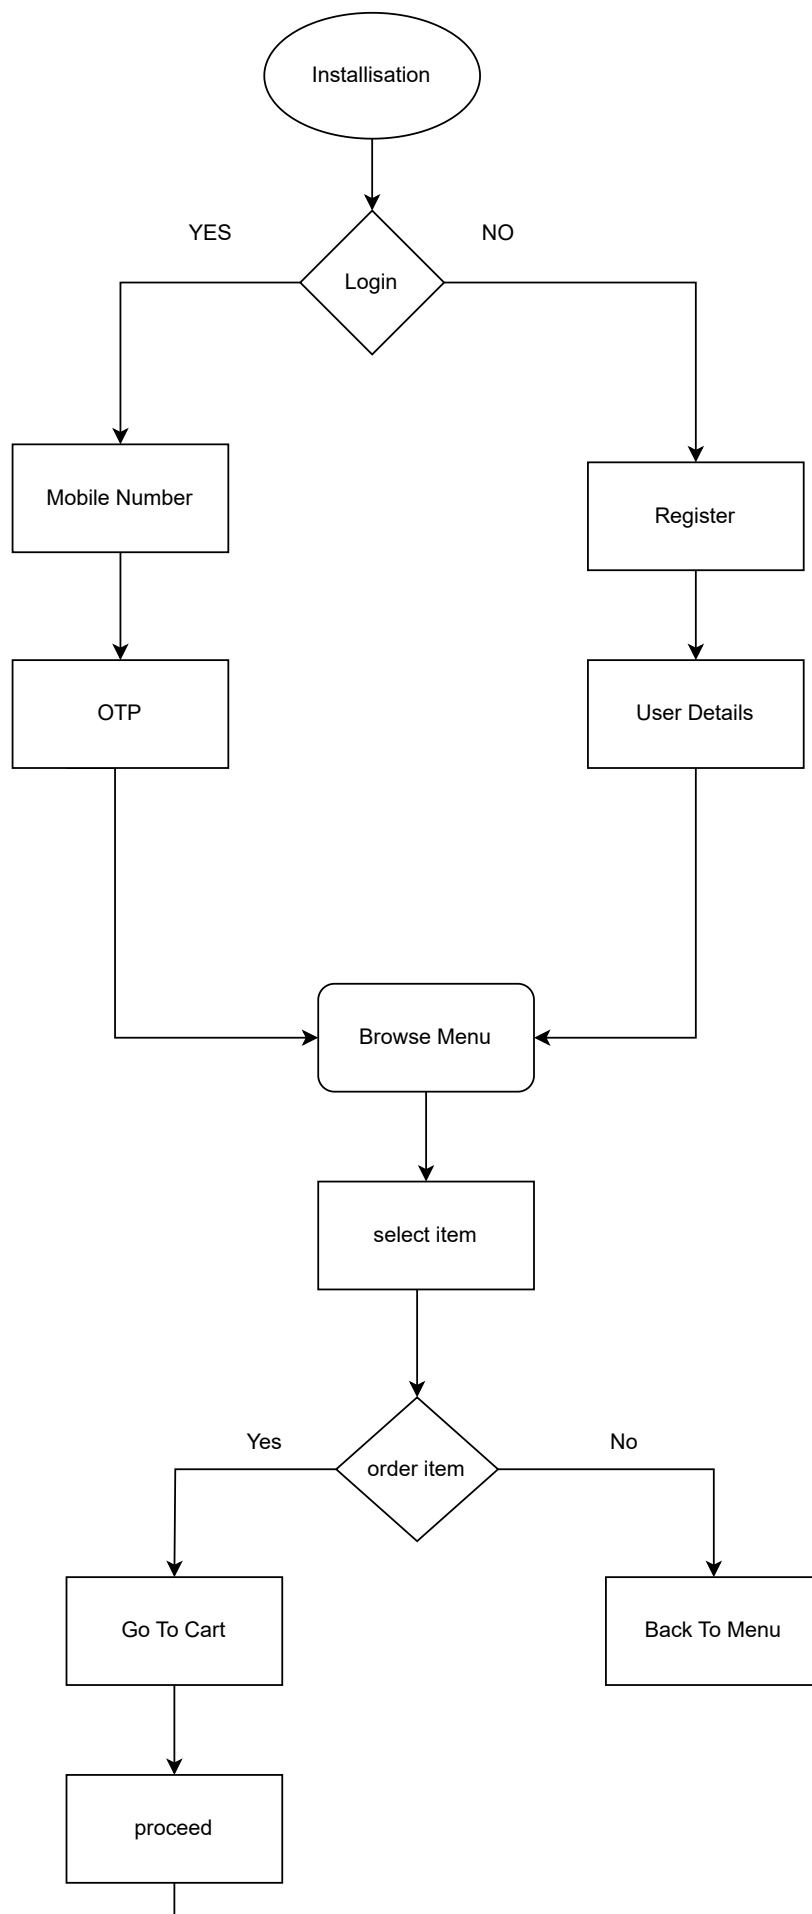 Installisation
YES
NO
Login
Mobile Number
Register
OTP
User Details
Browse Menu
select item
Yes
No
order item
Go To Cart
Back To Menu
proceed